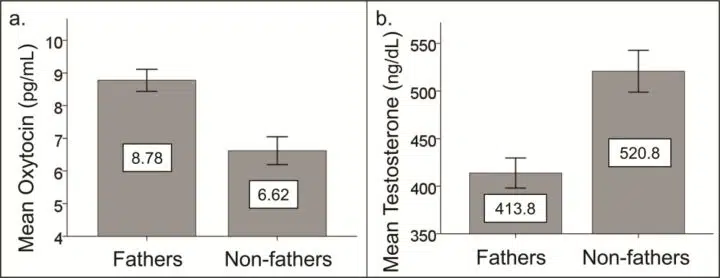 a.
Mean Oxytocin (pg/mL)
10
9
8
7
6
5
4
8.78
6.62
Fathers
Non-fathers
b.
Mean Testosterone (ng/dL)
550
500
450
400
350
413.8
520.8
Fathers
Non-fathers